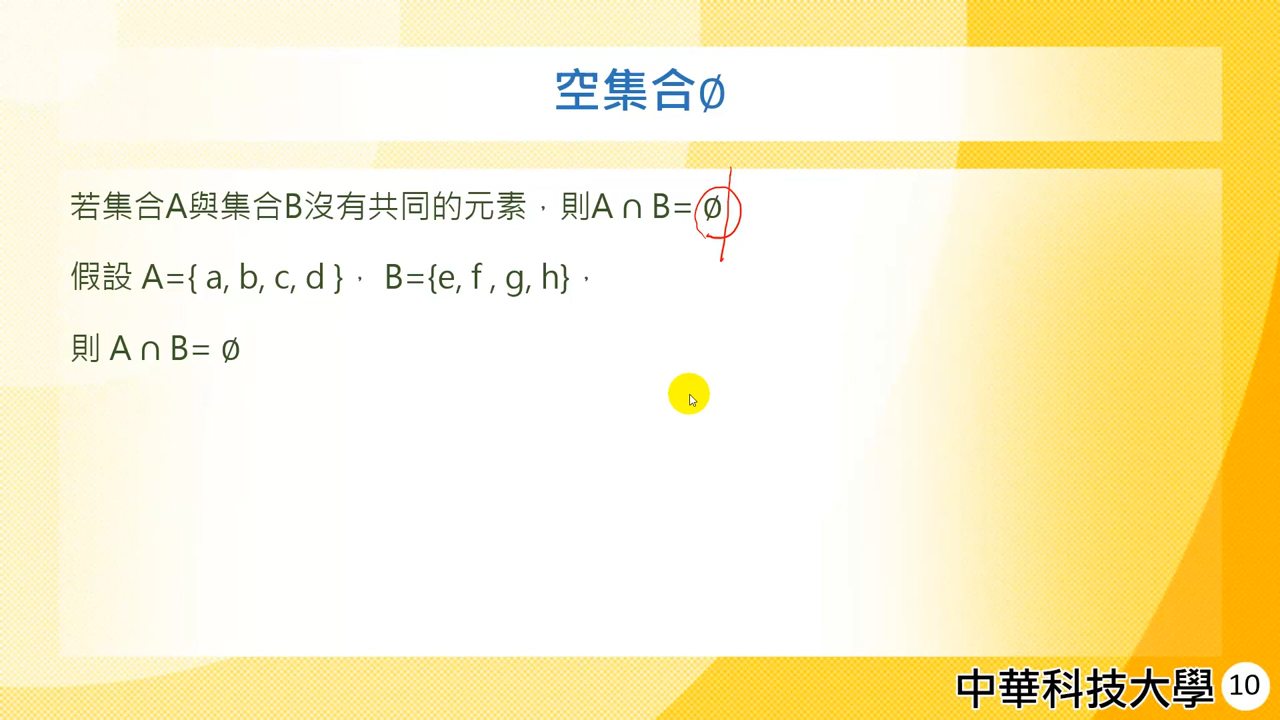 空集合∅
若集合A與集合B沒有共同的元素，則A ∩ B= ∅
假設 A={ a, b, c, d }， B={e, f , g, h}，
則 A ∩ B= ∅
中華科技大學 10